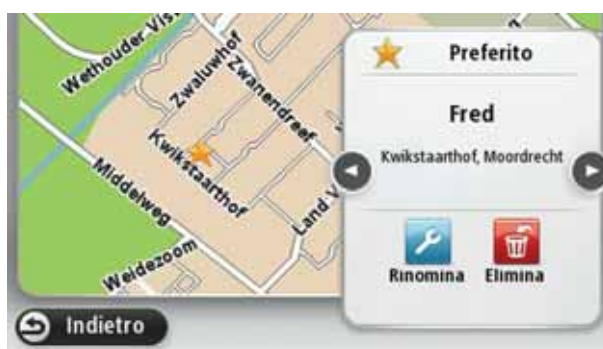 Wethouder Vis
Zwaluwhof
Zwanendreef
Kwikstaarthof
Middelweg
Land V
Weidezoom
Preferito
Fred
Kwikstaarthof, Moordrecht
Rinomina
Elimina
Indietro